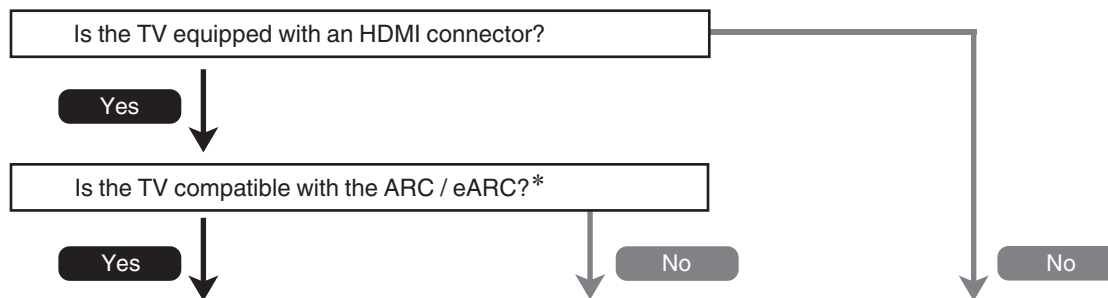 Is the TV equipped with an HDMI connector?
Yes
Is the TV compatible with the ARC / eARC?*
Yes
No
No